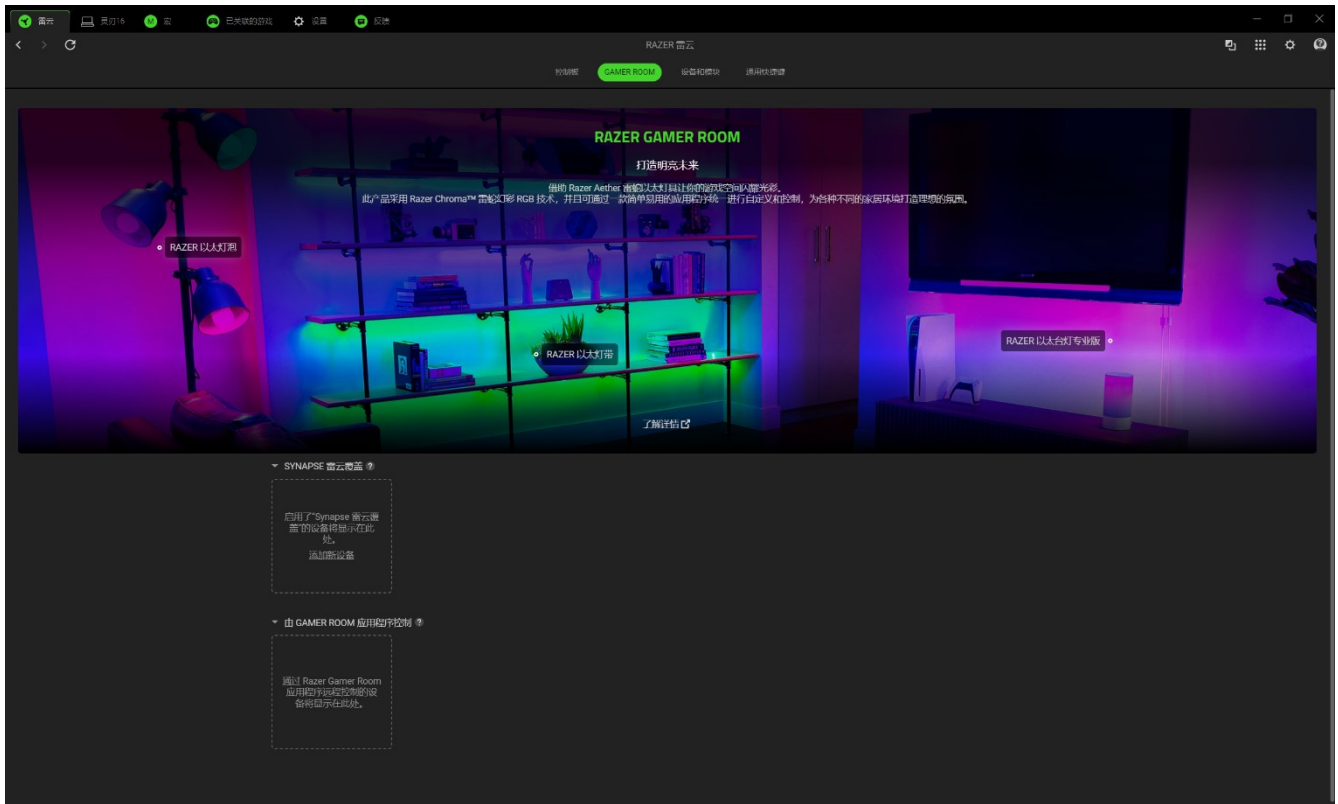 雷云
灵刃16
M
宏
已关联的游戏
设置
反馈
RAZER 雷云
控制板
GAMER ROOM
设备和模块
通用快捷键
RAZER GAMER ROOM
打造明亮未来
借助 Razer Aether 雷蛇以太灯具让你的游戏空间闪耀光彩。
此产品采用 Razer Chroma™ 雷蛇幻彩 RGB 技术，并且可通过一款简单易用的应用程序统一进行自定义和控制，为各种不同的家居环境打造理想的氛围。
RAZER 以太灯泡
RAZER 以太灯带
RAZER 以太台灯专业版
了解详情
SYNAPSE 雷云覆盖 ?
启用了“Synapse 雷云覆
盖”的设备将显示在此
处。
添加新设备
由 GAMER ROOM 应用程序控制 ?
通过 Razer Gamer Room
应用程序远程控制的设
备将显示在此处。